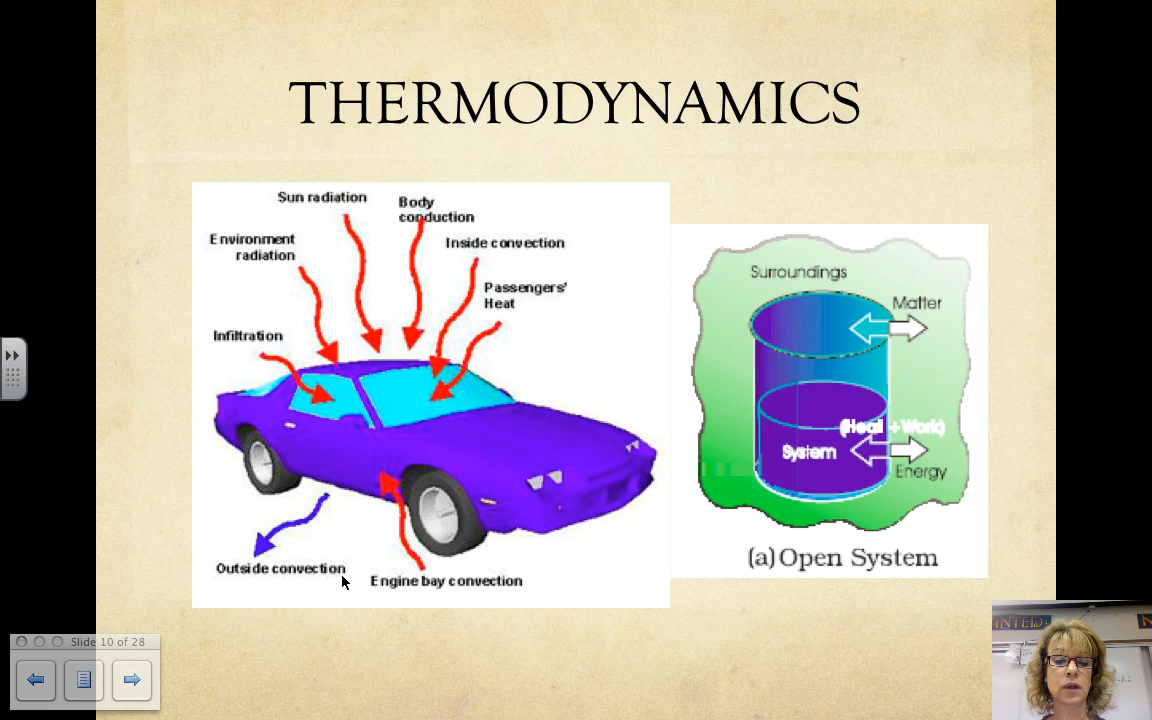 THERMODYNAMICS
Sun radiation
Body
conduction
Environment
radiation
Inside convection
Passengers'
Heat
Infiltration
Outside convection
Engine bay convection
Surroundings
Matter
(Heat + Work)
System
Energy
(a) Open System
Slide 10 of 28